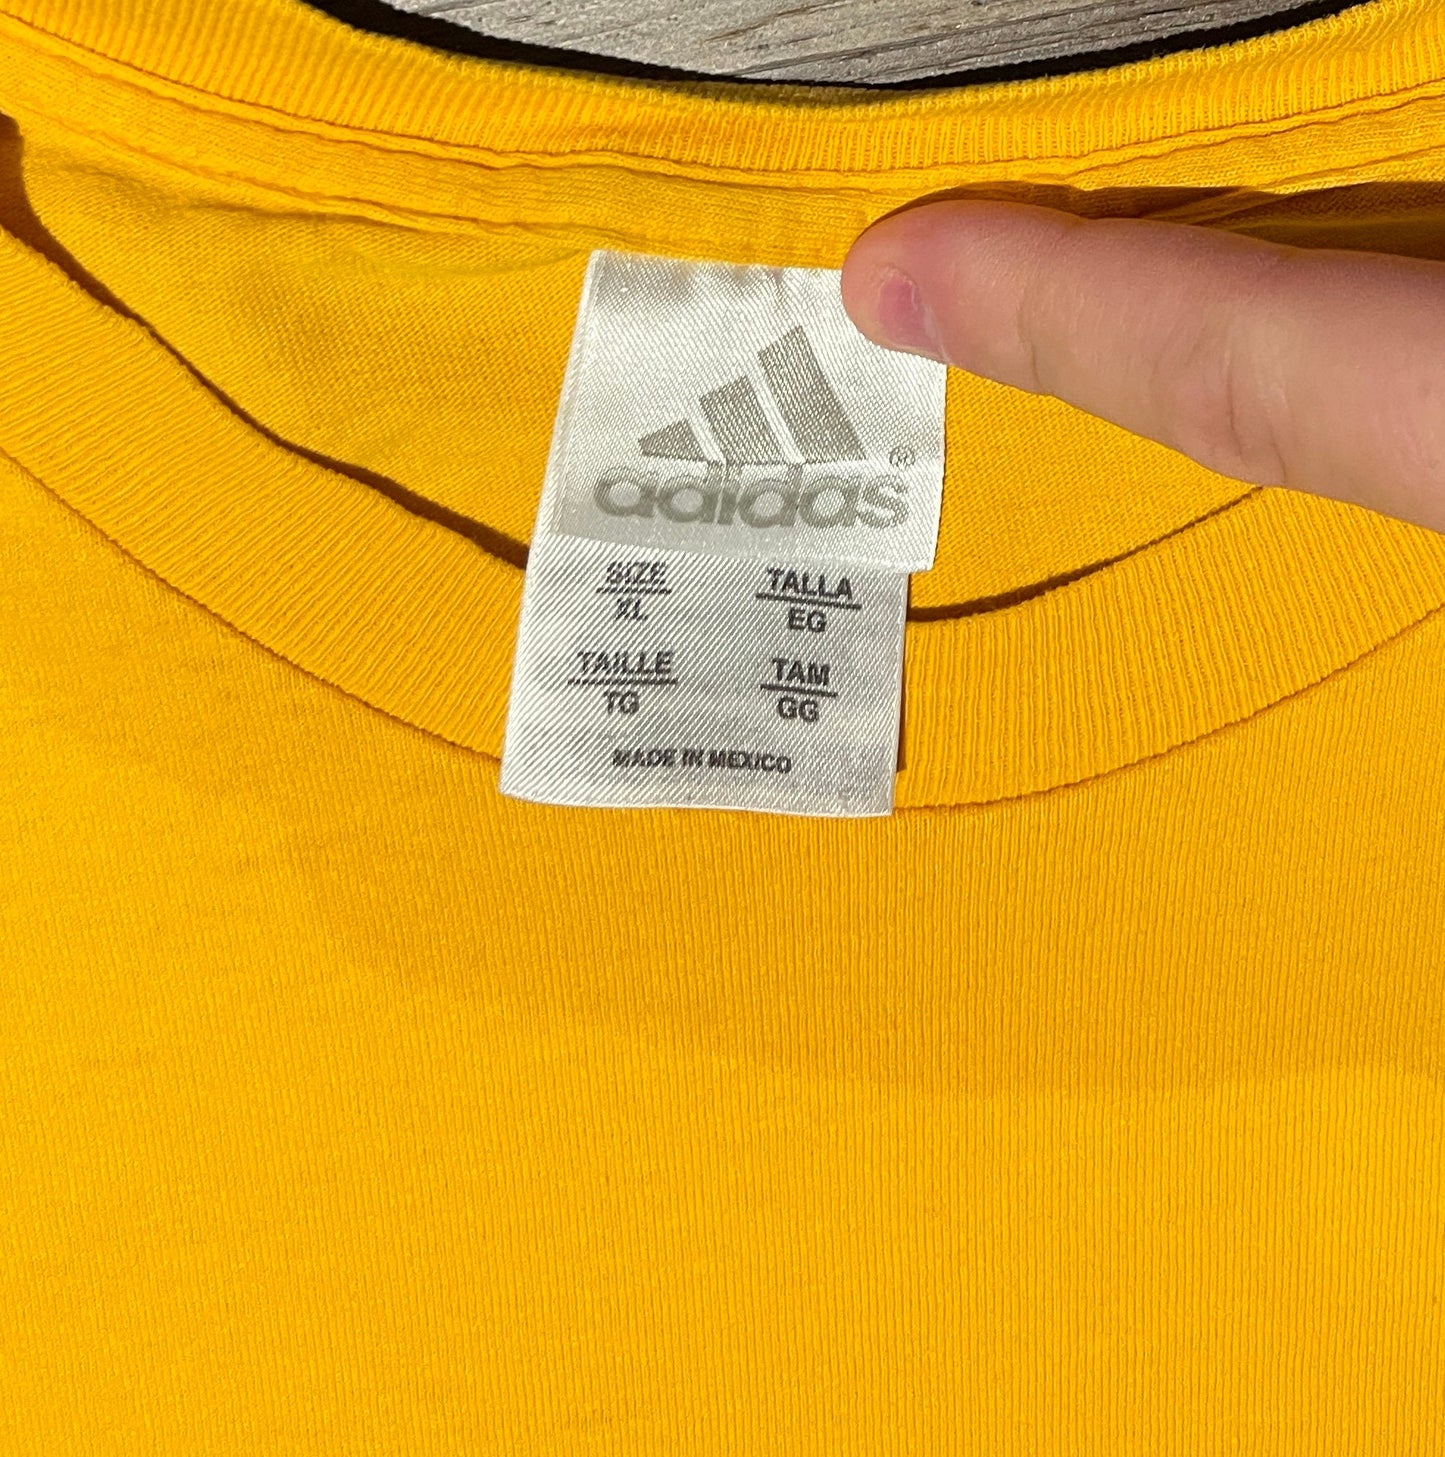 adidas®
SIZE TALLA
XL EG
TAILLE TAM
TG GG
MADE IN MEXICO